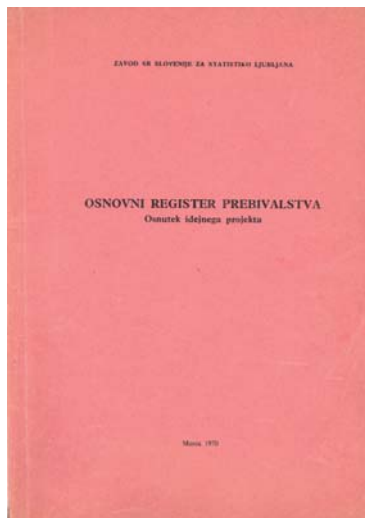 ZAVOD SR SLOVENIJE ZA STATISTIKO LJUBLJANA
OSNOVNI REGISTER PREBIVALSTVA
Osnutek idejnega projekta
Marec 1970